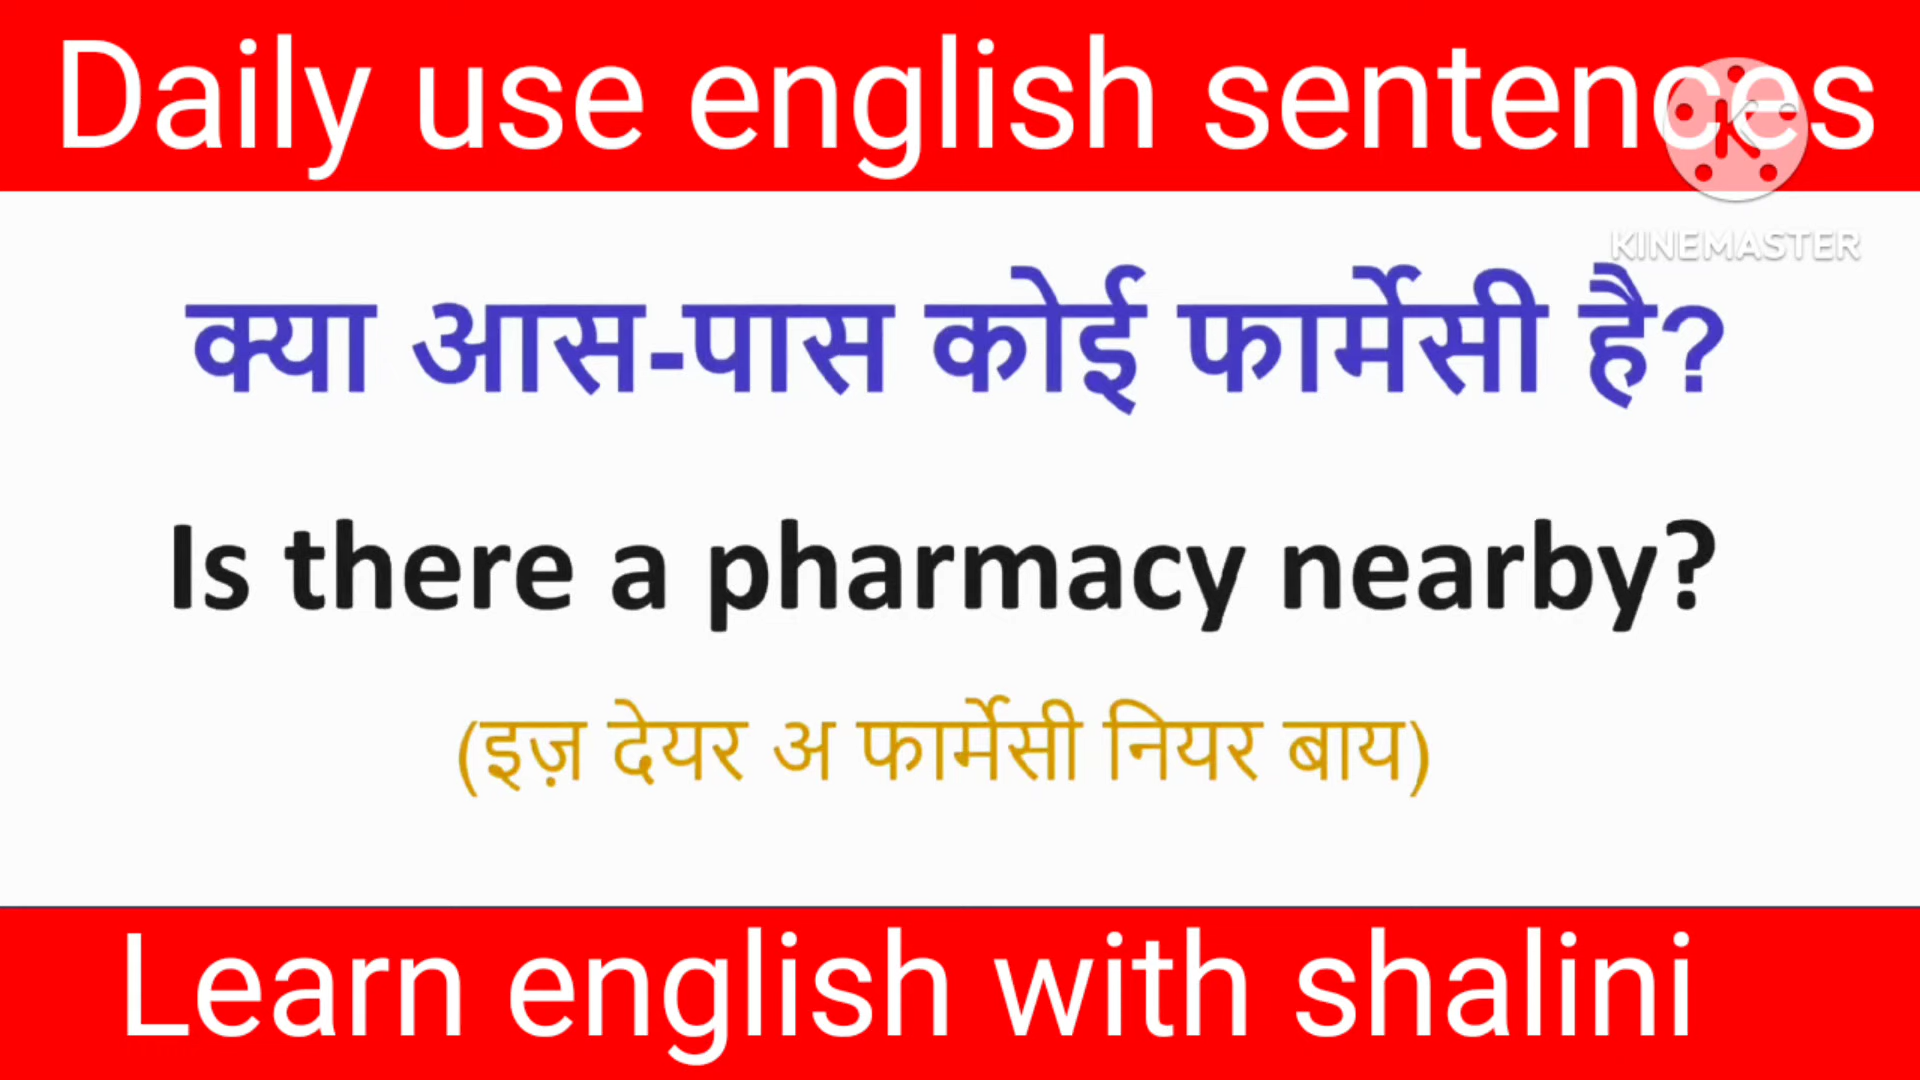 Daily use english sentences
KINEMASTER
क्या आस-पास कोई फार्मेसी है?
Is there a pharmacy nearby?
(इज़ देयर अ फार्मेसी नियर बाय)
Learn english with shalini